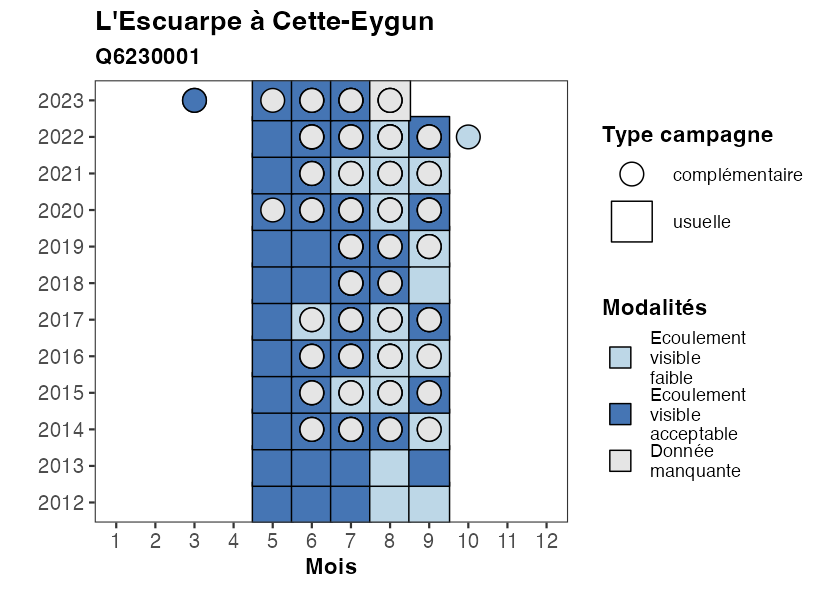 L'Escuarpe à Cette-Eygun
Q6230001
2023
2022
2021
2020
2019
2018
2017
2016
2015
2014
2013
2012
1 2 3 4 5 6 7 8 9 10 11 12
Mois
Type campagne
complémentaire
usuelle
Modalités
Ecoulement
visible
faible
Ecoulement
visible
acceptable
Donnée
manquante